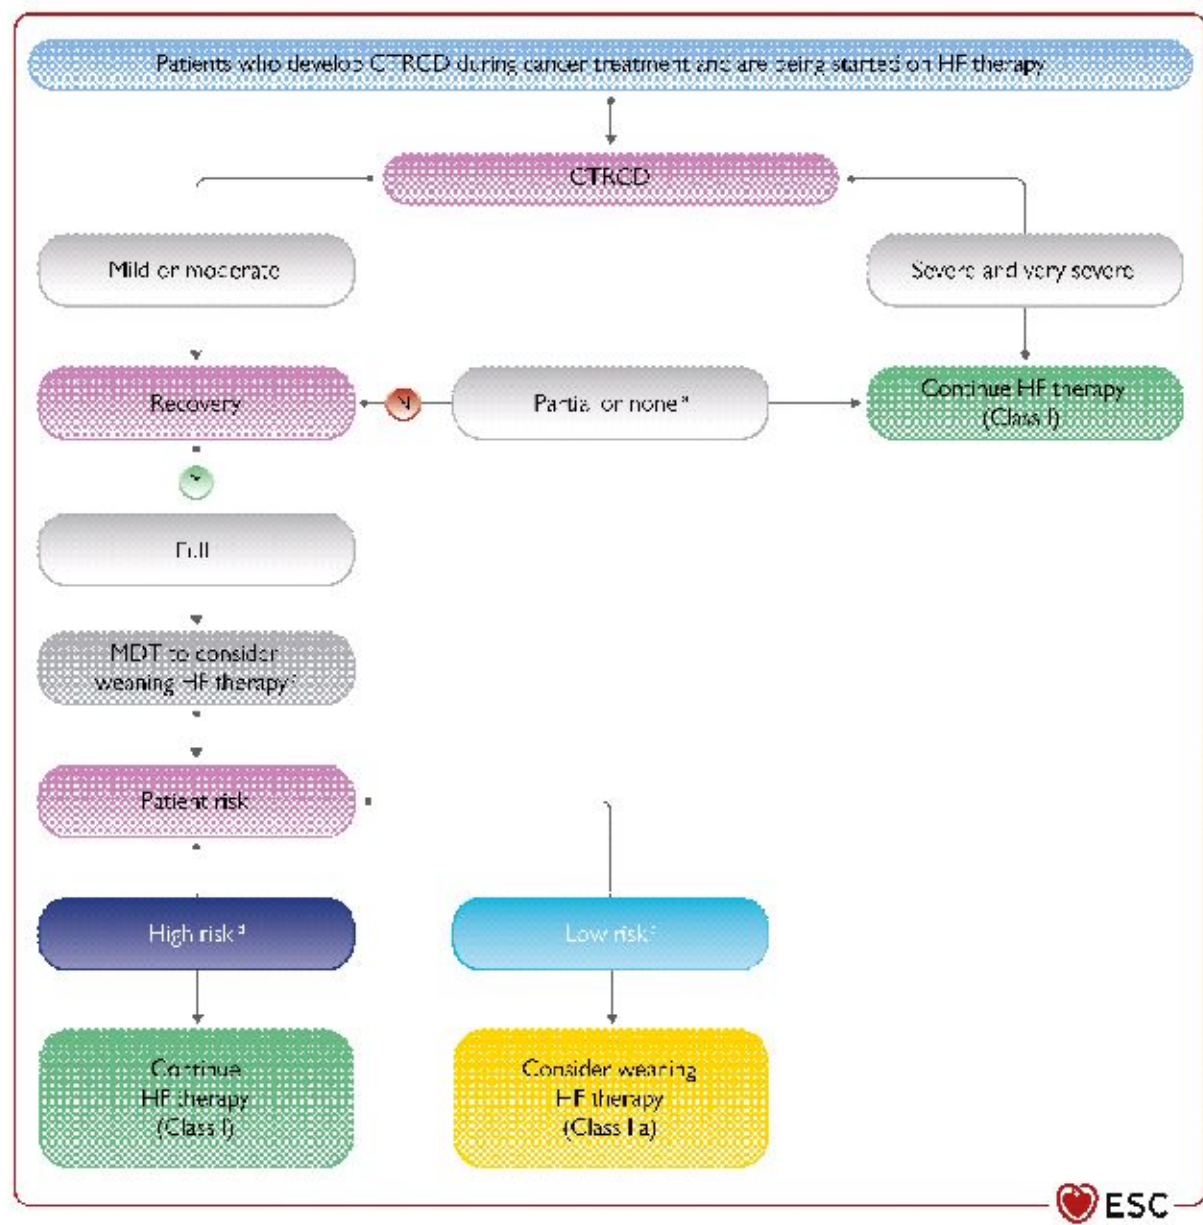 Patients who develop CTRCD during cancer treatment and are being started on HF therapy
CTRCD
Mild or moderate
Severe and very severe
Recovery
N
Partial or none a
Continue HF therapy
(Class I)
Y
Full
MDT to consider
weaning HF therapy
Patient risk
High risk
Low risk
Continue
HF therapy
(Class I)
Consider weaning
HF therapy
(Class IIa)
ESC